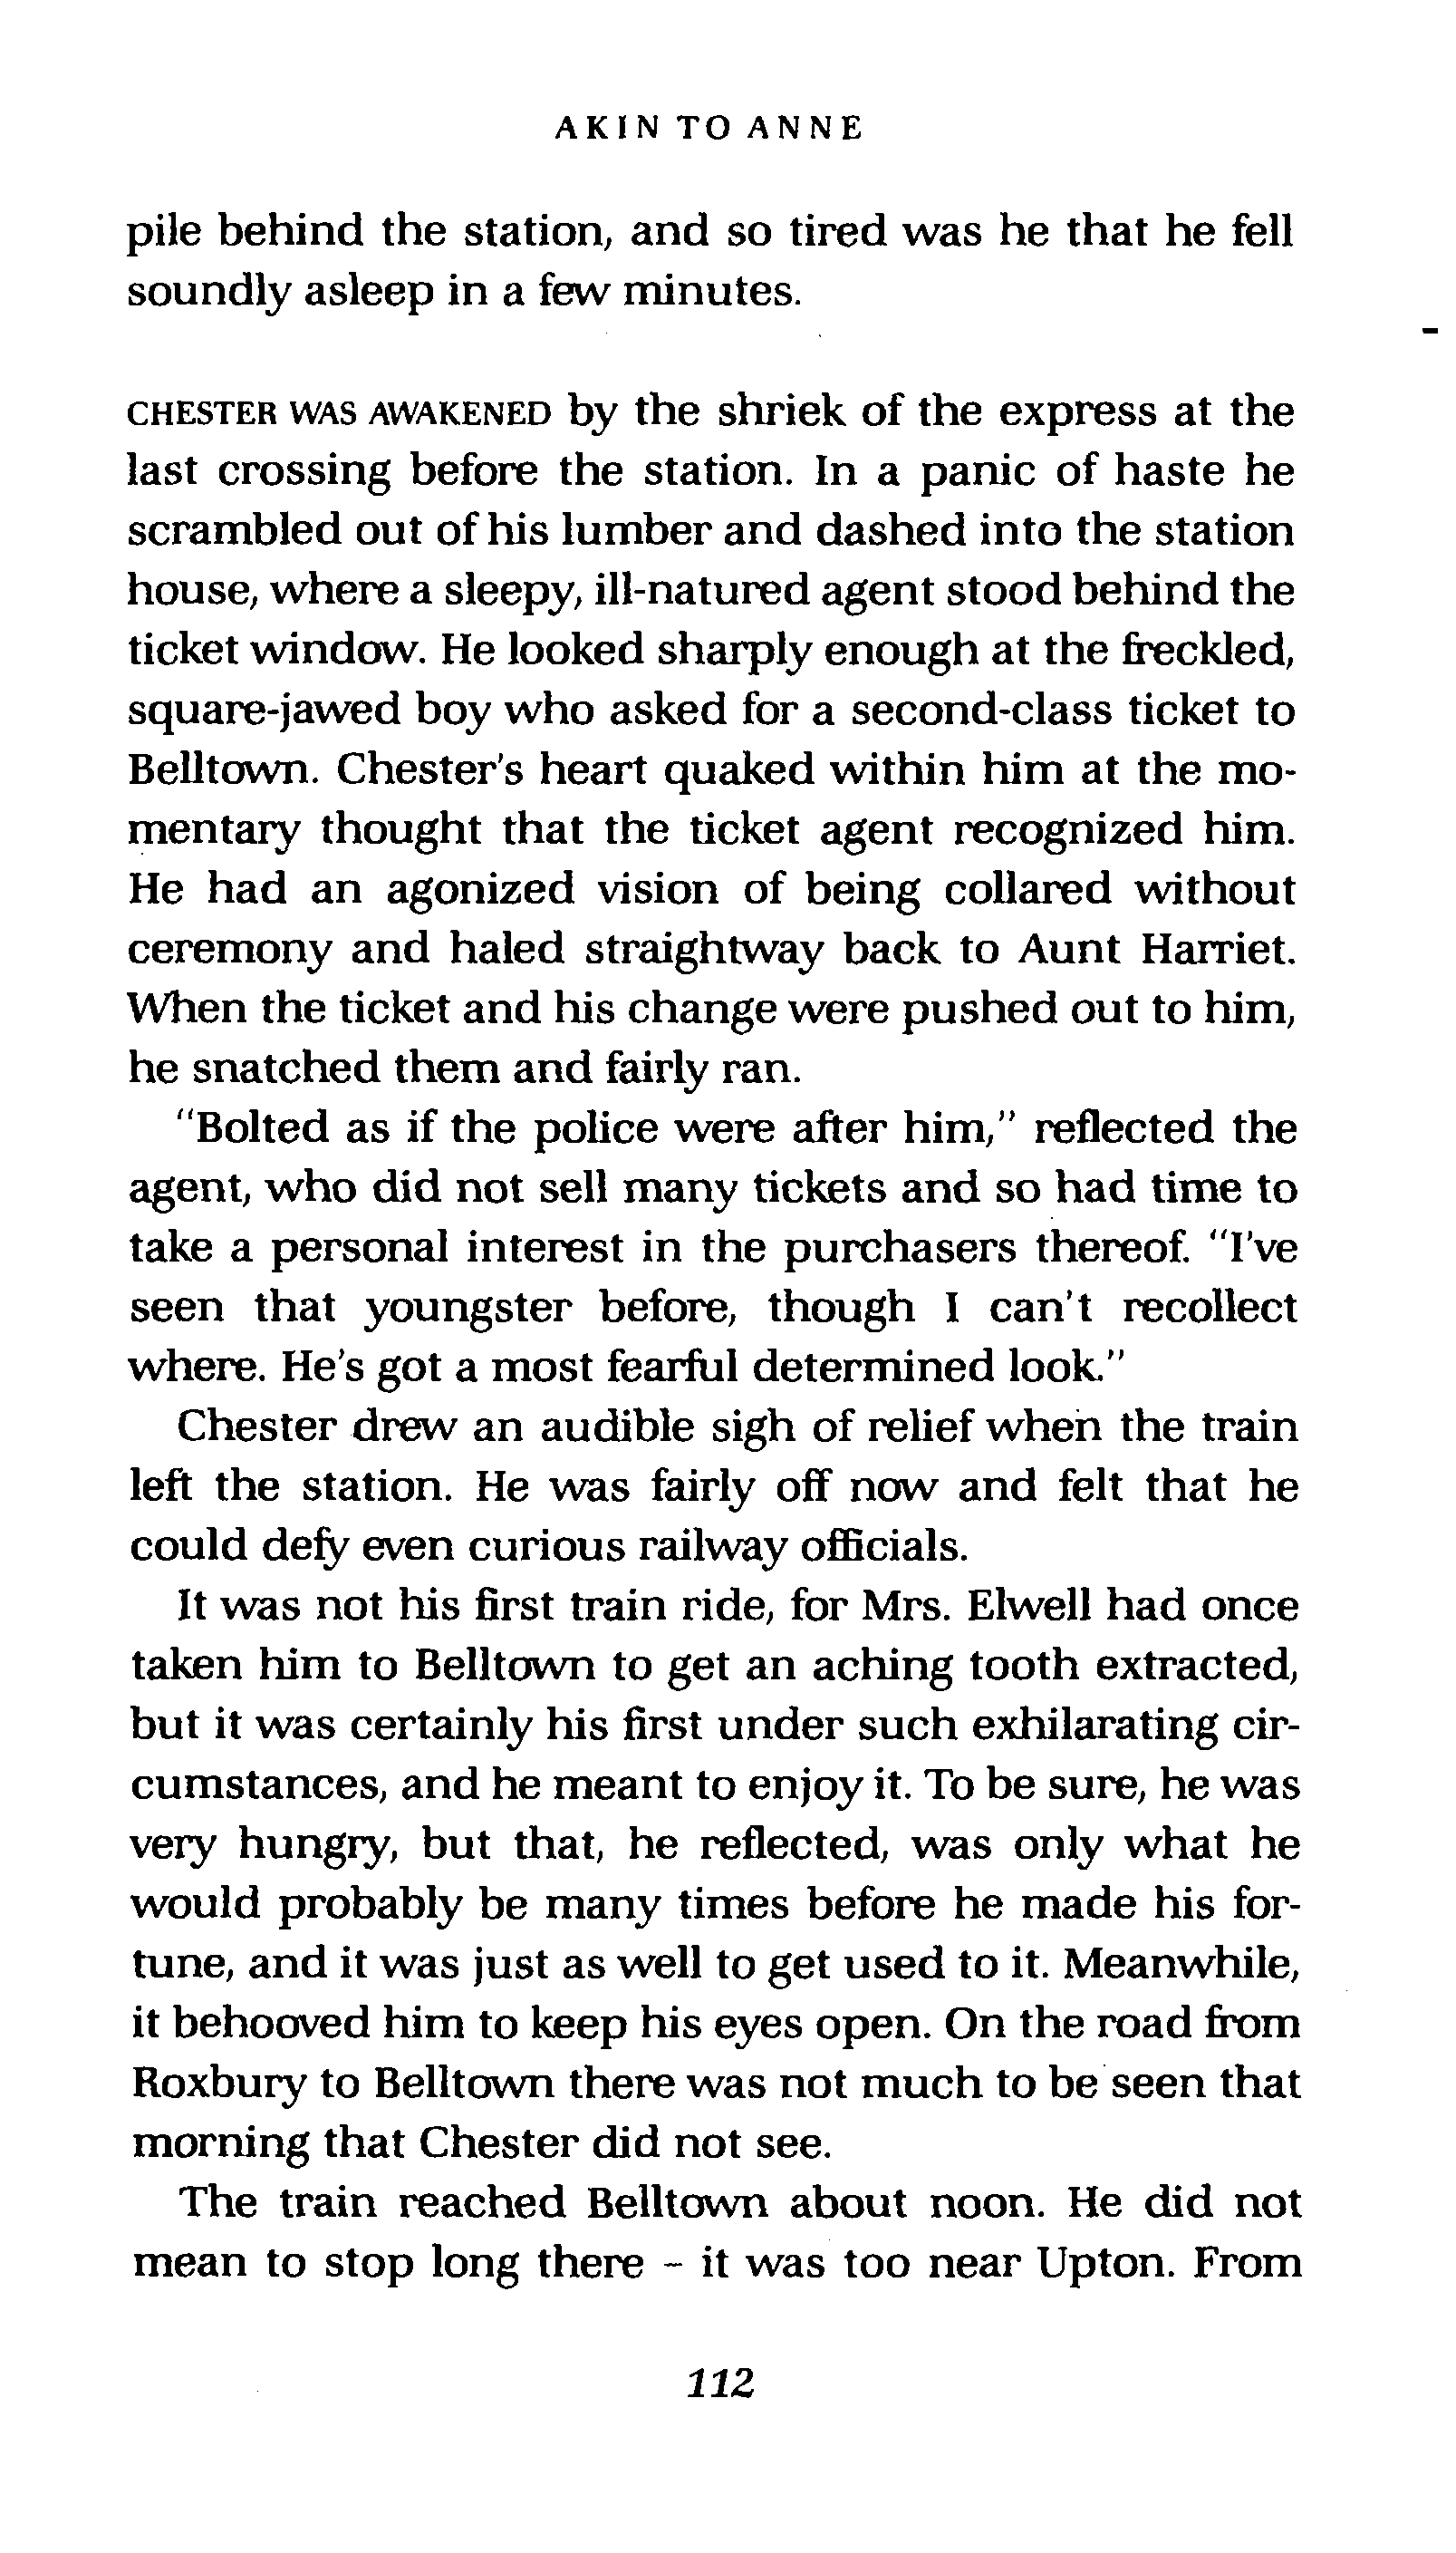 AKIN TO ANNE
pile behind the station, and so tired was he that he fell
soundly asleep in a few minutes.
CHESTER WAS AWAKENED by the shriek of the express at the
last crossing before the station. In a panic of haste he
scrambled out of his lumber and dashed into the station
house, where a sleepy, ill-natured agent stood behind the
ticket window. He looked sharply enough at the freckled,
square-jawed boy who asked for a second-class ticket to
Belltown. Chester's heart quaked within him at the mo-
mentary thought that the ticket agent recognized him.
He had an agonized vision of being collared without
ceremony and haled straightway back to Aunt Harriet.
When the ticket and his change were pushed out to him,
he snatched them and fairly ran.
"Bolted as if the police were after him," reflected the
agent, who did not sell many tickets and so had time to
take a personal interest in the purchasers thereof. "I've
seen that youngster before, though I can't recollect
where. He's got a most fearful determined look."
Chester drew an audible sigh of relief when the train
left the station. He was fairly off now and felt that he
could defy even curious railway officials.
It was not his first train ride, for Mrs. Elwell had once
taken him to Belltown to get an aching tooth extracted,
but it was certainly his first under such exhilarating cir-
cumstances, and he meant to enjoy it. To be sure, he was
very hungry, but that, he reflected, was only what he
would probably be many times before he made his for-
tune, and it was just as well to get used to it. Meanwhile,
it behooved him to keep his eyes open. On the road from
Roxbury to Belltown there was not much to be seen that
morning that Chester did not see.
The train reached Belltown about noon. He did not
mean to stop long there - it was too near Upton. From
112